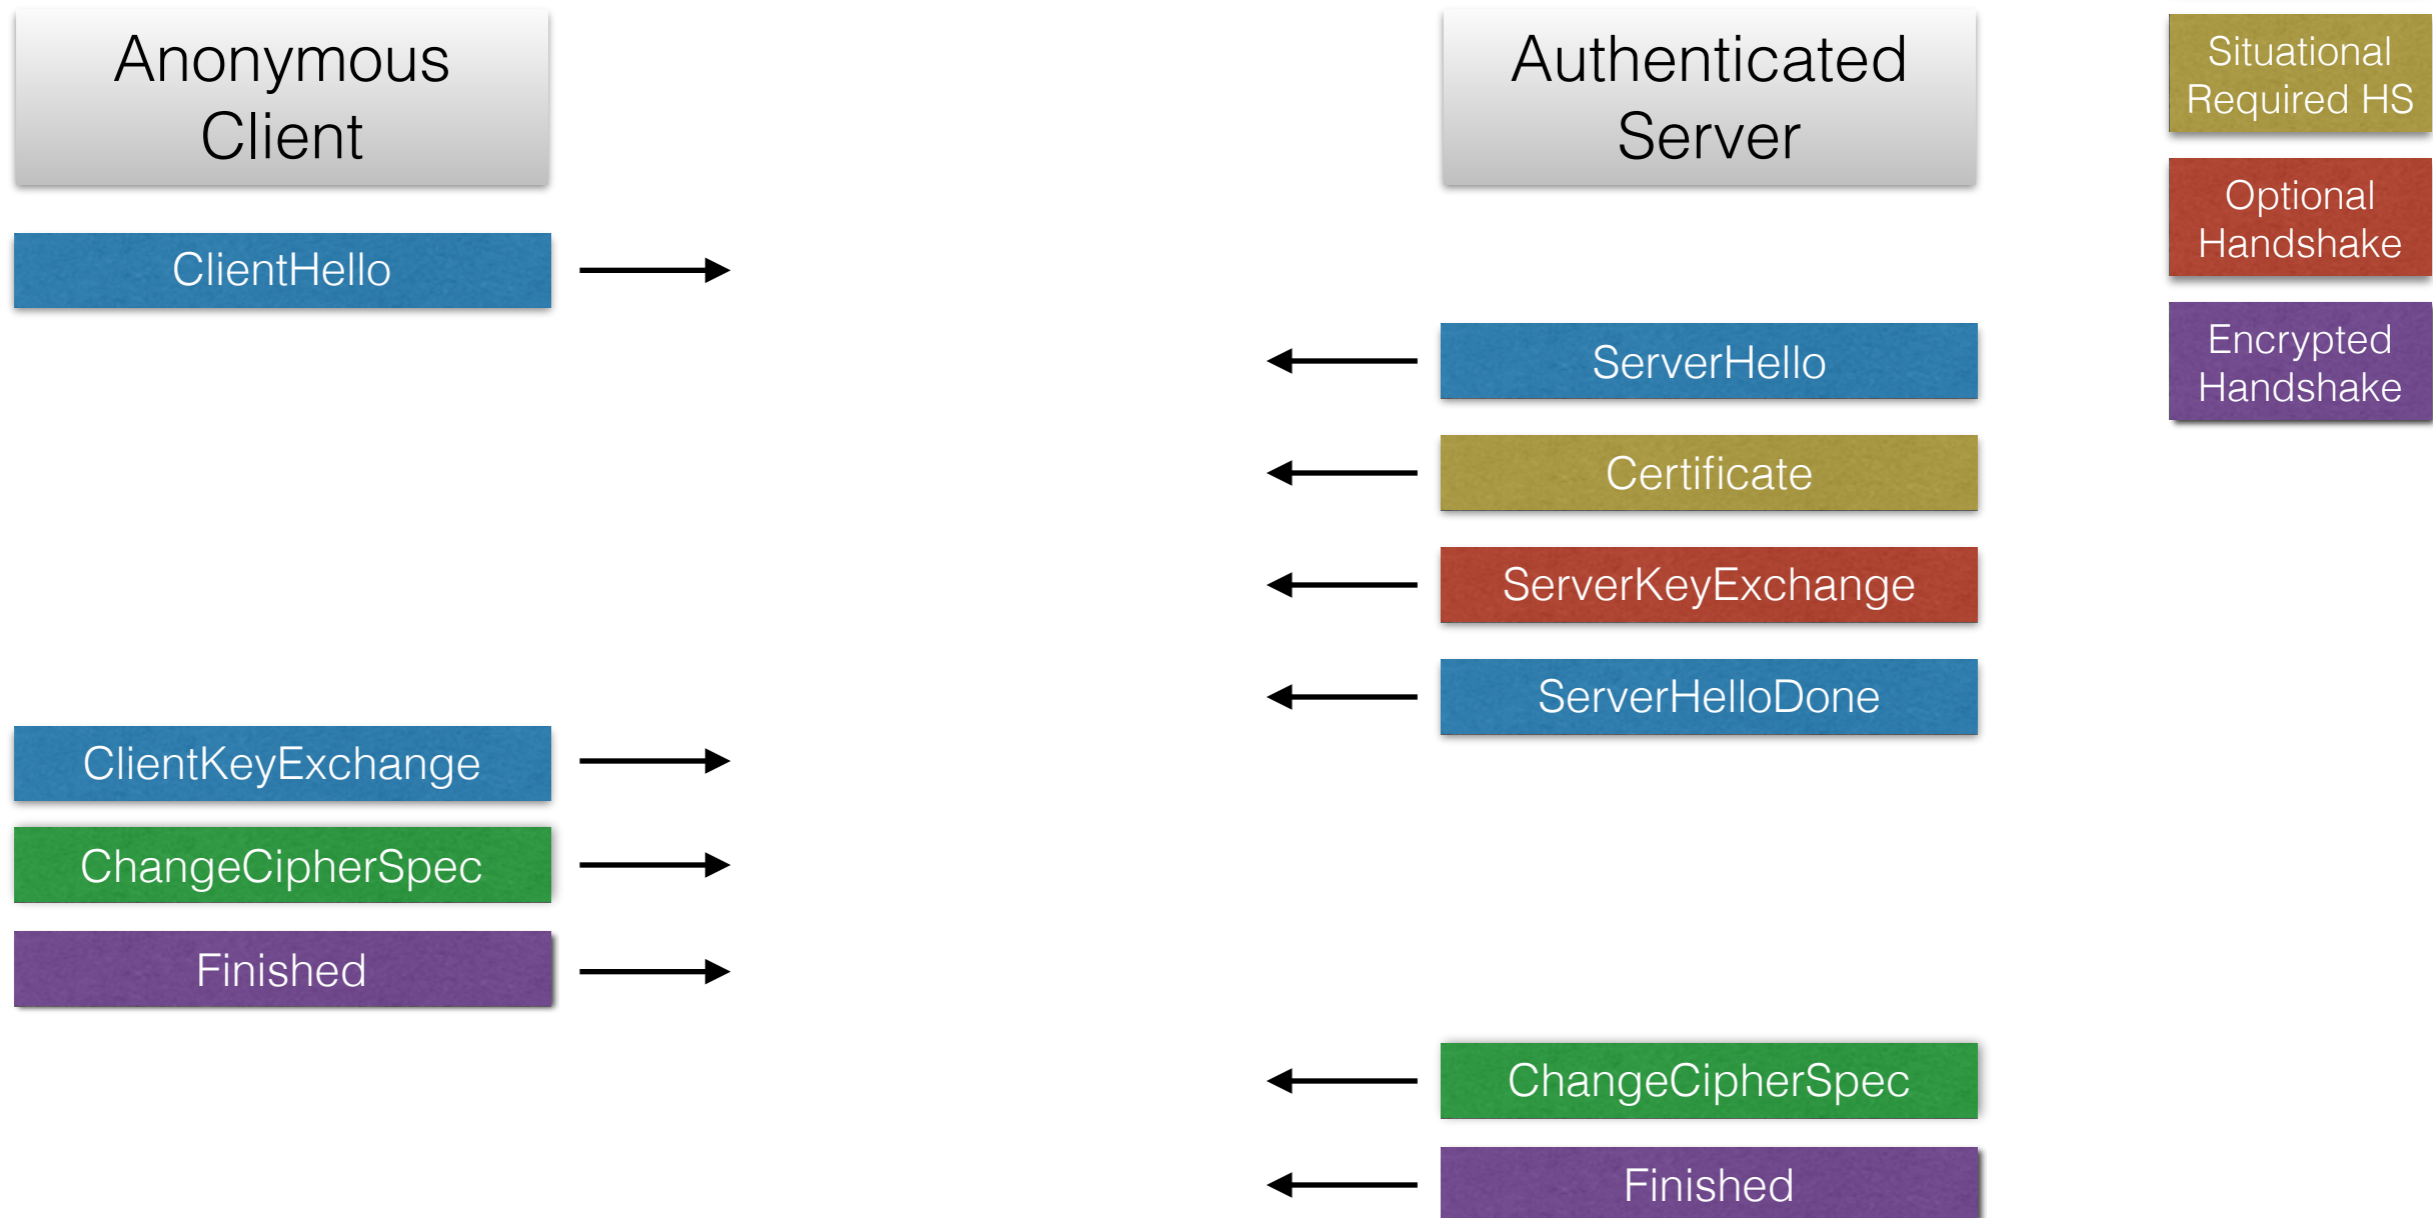 Anonymous
Client
Authenticated
Server
Situational
Required HS
Optional
Handshake
Encrypted
Handshake
ClientHello
ServerHello
Certificate
ServerKeyExchange
ServerHelloDone
ClientKeyExchange
ChangeCipherSpec
Finished
ChangeCipherSpec
Finished